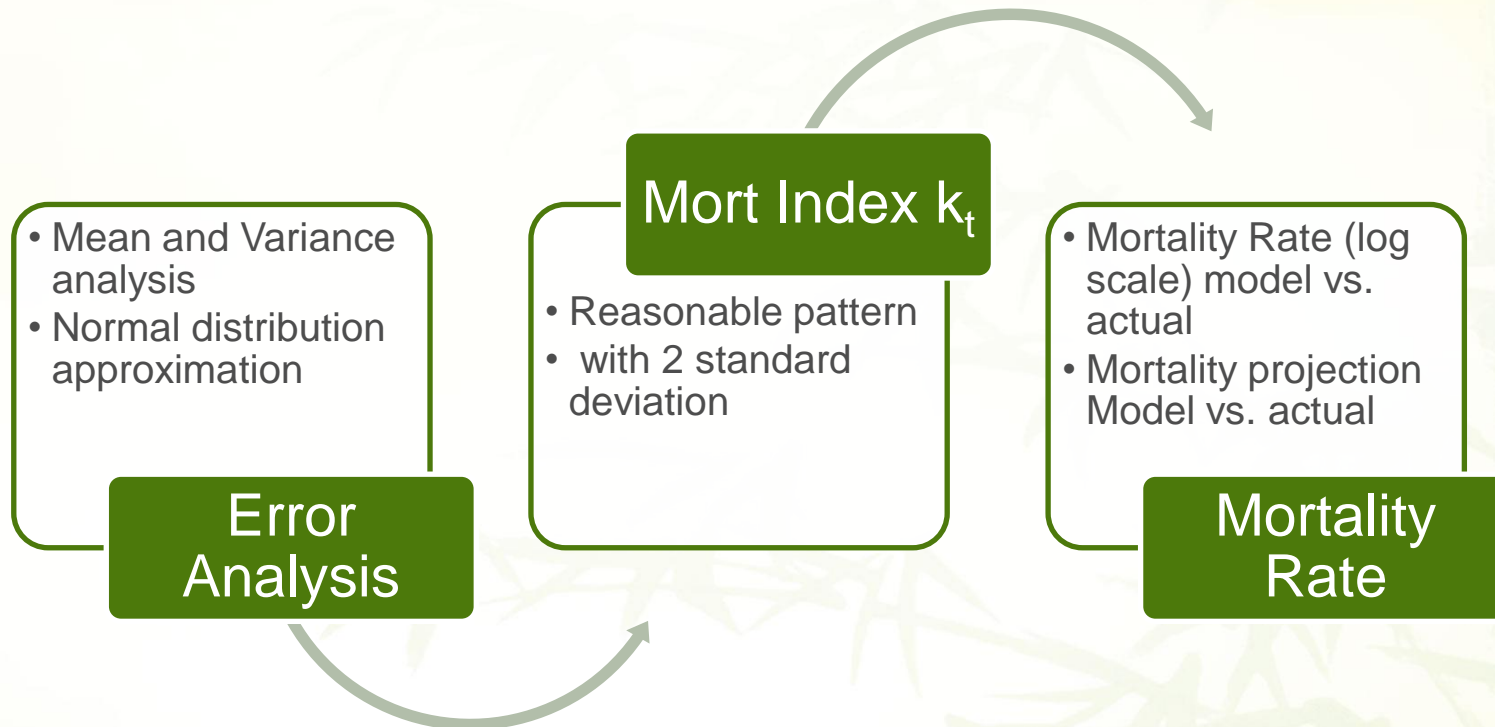 • Mean and Variance
analysis
• Normal distribution
approximation
Error
Analysis
Mort Index kₜ
• Reasonable pattern
• with 2 standard
deviation
• Mortality Rate (log
scale) model vs.
actual
• Mortality projection
Model vs. actual
Mortality
Rate